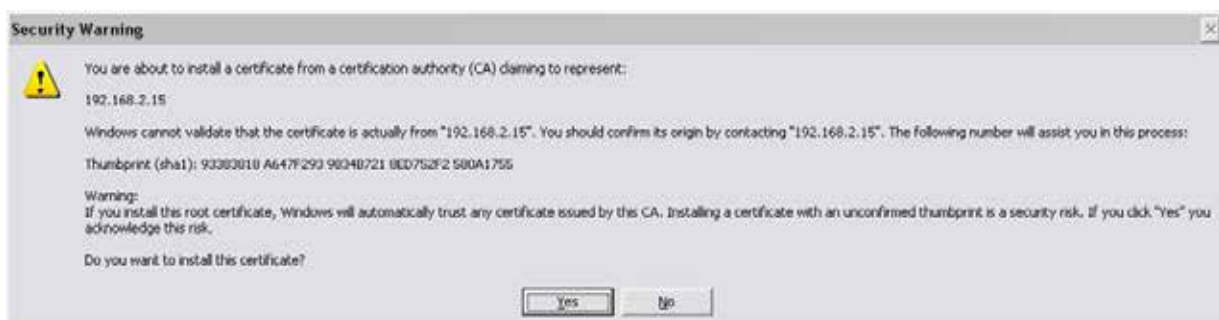 Security Warning
You are about to install a certificate from a certification authority (CA) claiming to represent:
192.168.2.15
Windows cannot validate that the certificate is actually from "192.168.2.15". You should confirm its origin by contacting "192.168.2.15". The following number will assist you in this process:
Thumbprint (sha1):
Warning:
If you install this root certificate, Windows will automatically trust any certificate issued by this CA. Installing a certificate with an unconfirmed thumbprint is a security risk. If you click "Yes" you
acknowledge this risk.
Do you want to install this certificate?
Yes No